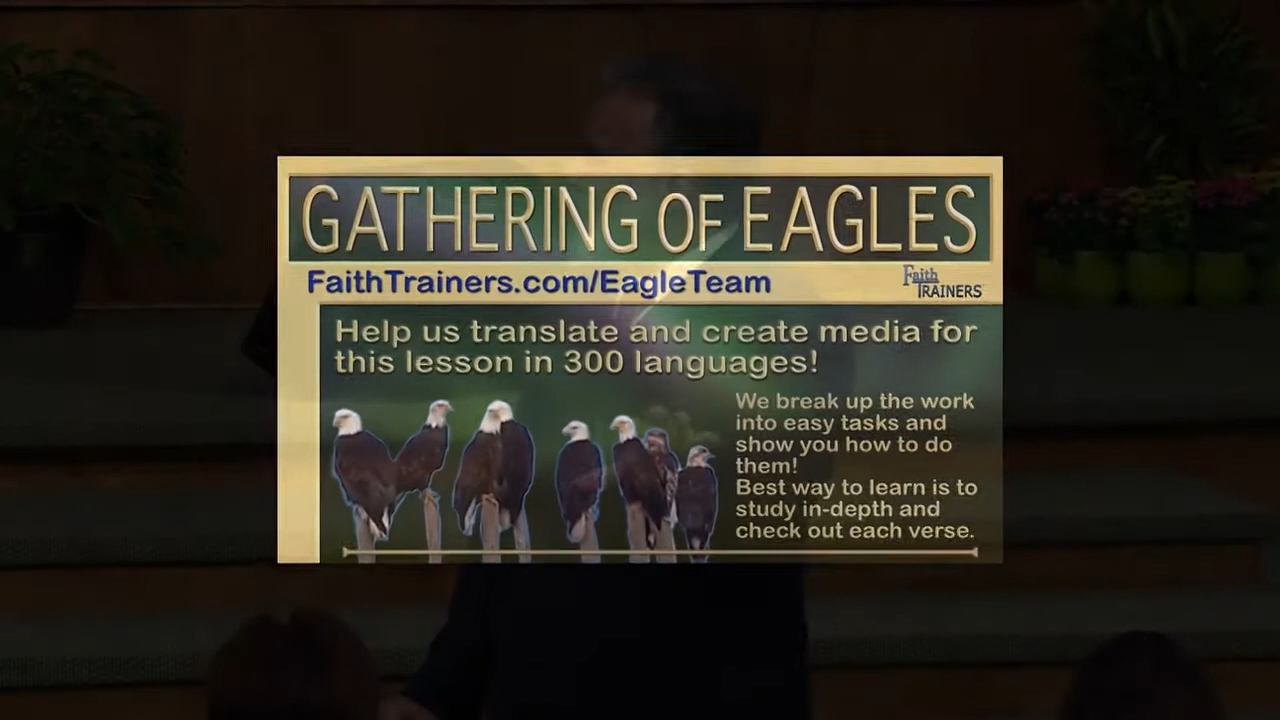 GATHERING OF EAGLES
FaithTrainers.com/EagleTeam
Faith
TRAINERS
Help us translate and create media for
this lesson in 300 languages!
We break up the work
into easy tasks and
show you how to do
them!
Best way to learn is to
study in-depth and
check out each verse.